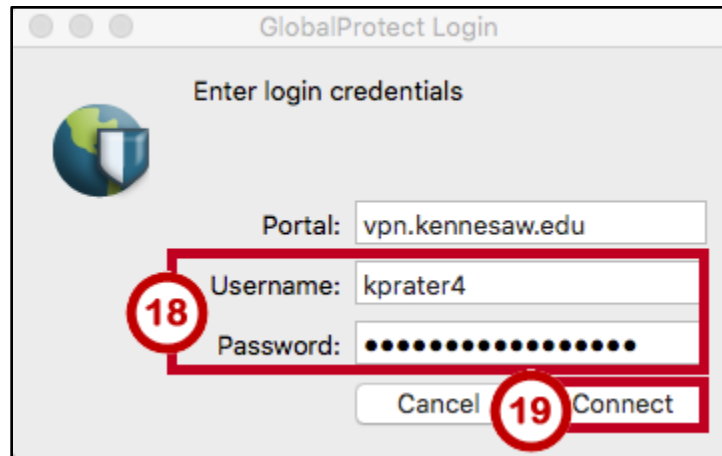 GlobalProtect Login
Enter login credentials
Portal: vpn.kennesaw.edu
Username: kprater4
18
Password: •••••••••••••••••
Cancel 19 Connect